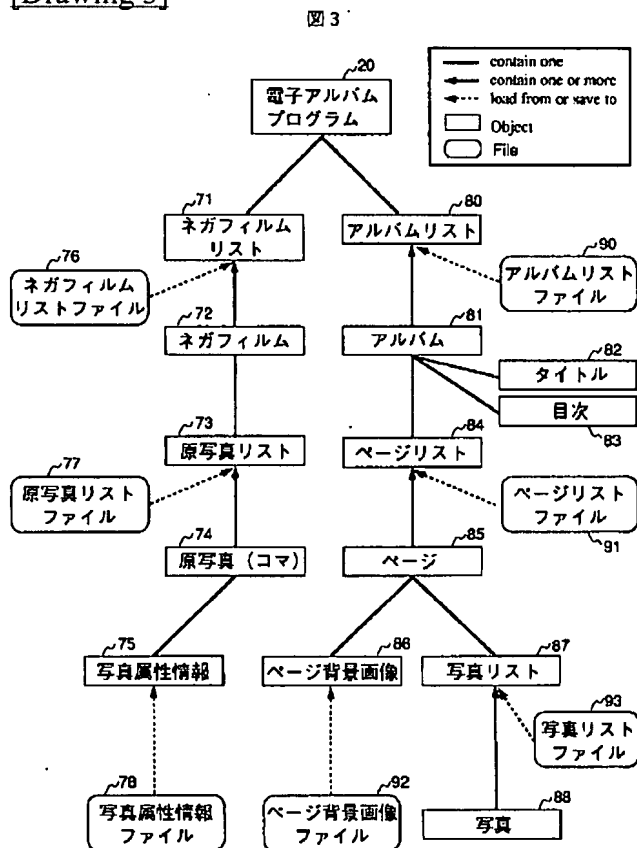 [Drawing 3]
図3
contain one
contain one or more
load from or save to
Object
File
20
電子アルバム
プログラム
71
ネガフィルム
リスト
80
アルバムリスト
76
ネガフィルム
リストファイル
90
アルバムリスト
ファイル
72
ネガフィルム
81
アルバム
82
タイトル
目次
83
73
原写真リスト
84
ページリスト
77
原写真リスト
ファイル
ページリスト
ファイル
91
74
原写真(コマ)
85
ページ
75
写真属性情報
86
ページ背景画像
87
写真リスト
93
写真リスト
ファイル
78
写真属性情報
ファイル
92
ページ背景画像
ファイル
88
写真